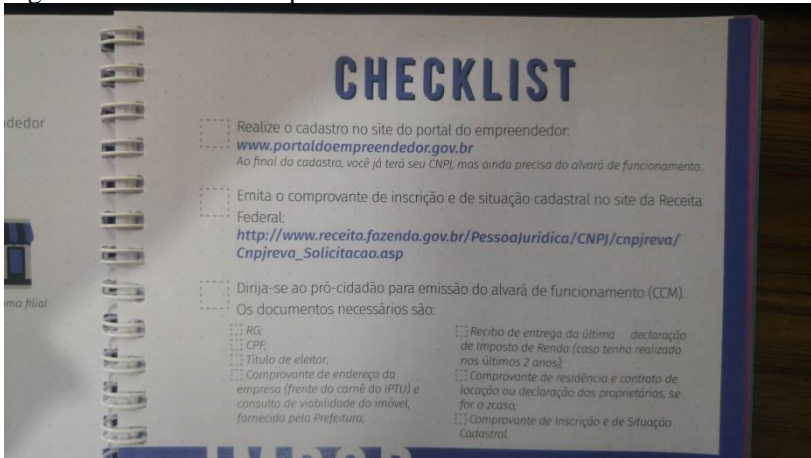 dedor
ma filial
CHECKLIST
Realize o cadastro no site do portal do empreendedor:
www.portaldoempreendedor.gov.br
Ao final do cadastro, você já terá seu CNPJ, mas ainda precisa do alvará de funcionamento.
Emita o comprovante de inscrição e de situação cadastral no site da Receita
Federal:
http://www.receita.fazenda.gov.br/PessoaJuridica/CNPJ/cnpjreva/
Cnpjreva_Solicitacao.asp
Dirija-se ao pró-cidadão para emissão do alvará de funcionamento (CCM).
Os documentos necessários são:
RG;
CPF;
Título de eleitor;
Comprovante de endereço da
empresa (frente do carnê do IPTU) e
consulta de viabilidade do imóvel,
fornecida pela Prefeitura;
Recibo de entrega da última declaração
de Imposto de Renda (caso tenha realizado
nos últimos 2 anos);
Comprovante de residência e contrato de
locação ou declaração dos proprietários, se
for o zcaso;
Comprovante de Inscrição e de Situação
Cadastral.